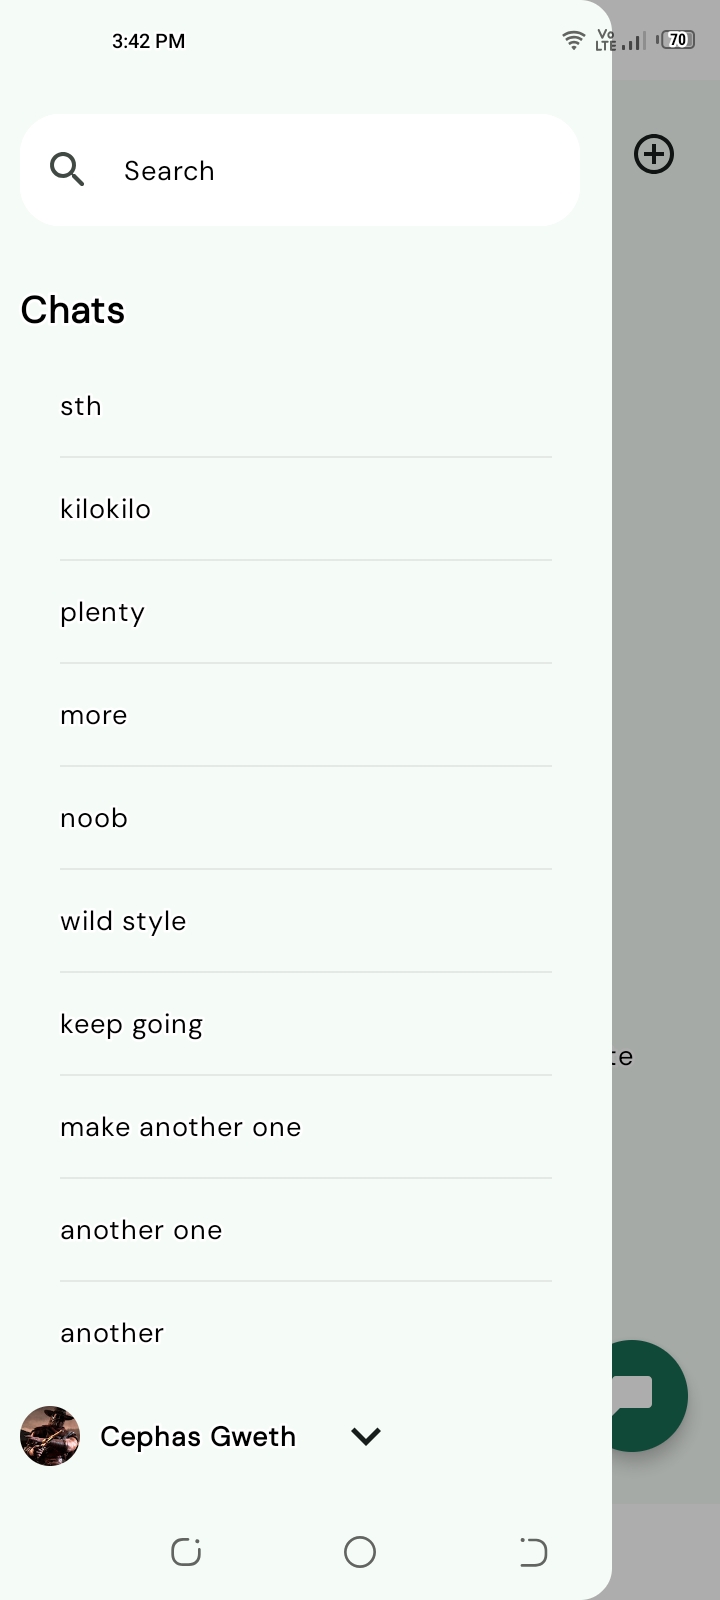 3:42 PM
Vo
LTE
70
Search
Chats
sth
kilokilo
plenty
more
noob
wild style
keep going
te
make another one
another one
another
Cephas Gweth